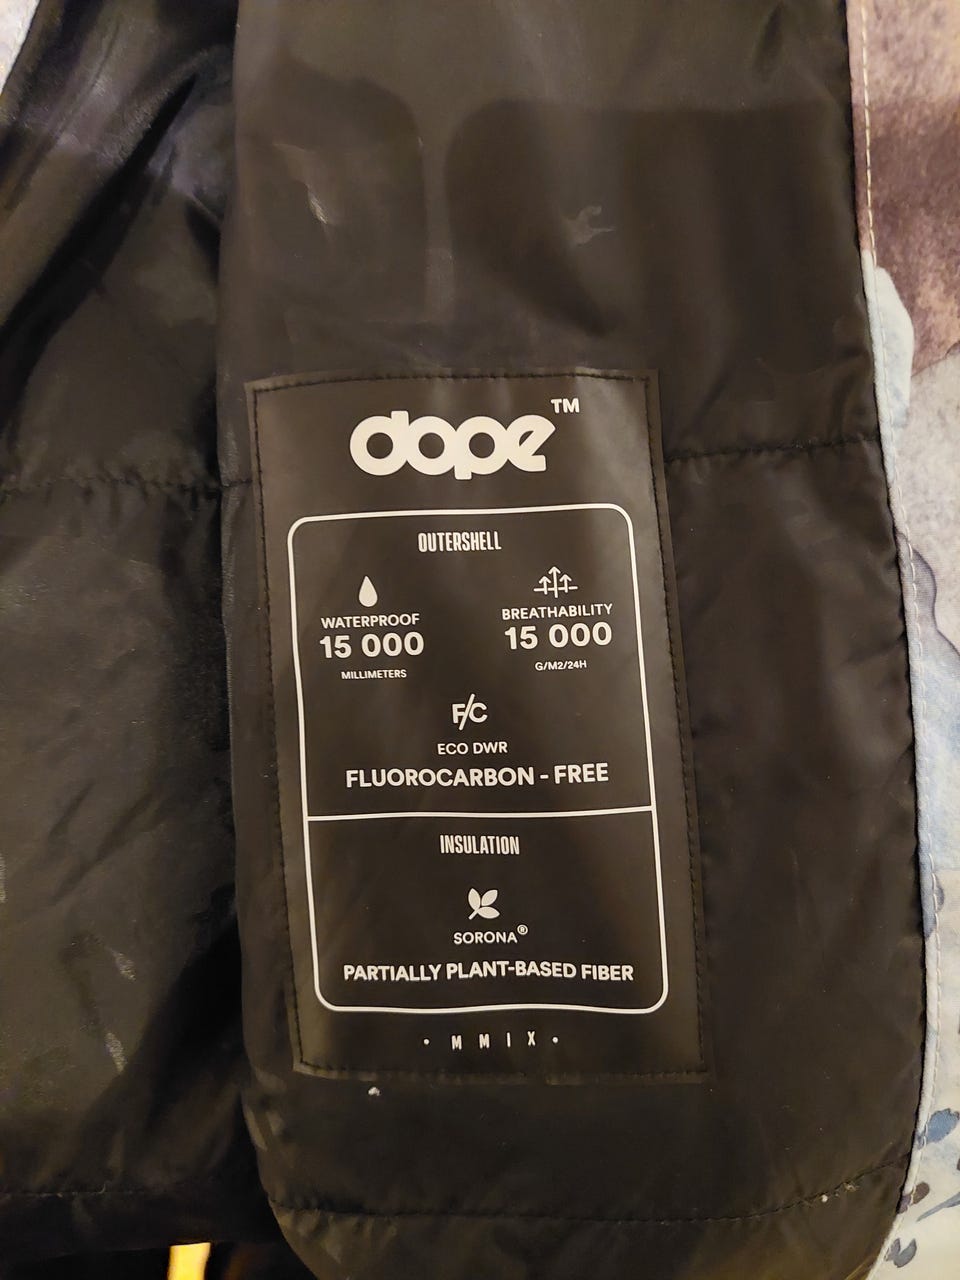 dope™
OUTERSHELL
WATERPROOF
15 000
MILLIMETERS
BREATHABILITY
15 000
G/M2/24H
F/C
ECO DWR
FLUOROCARBON - FREE
INSULATION
SORONA®
PARTIALLY PLANT-BASED FIBER
· M M I X ·